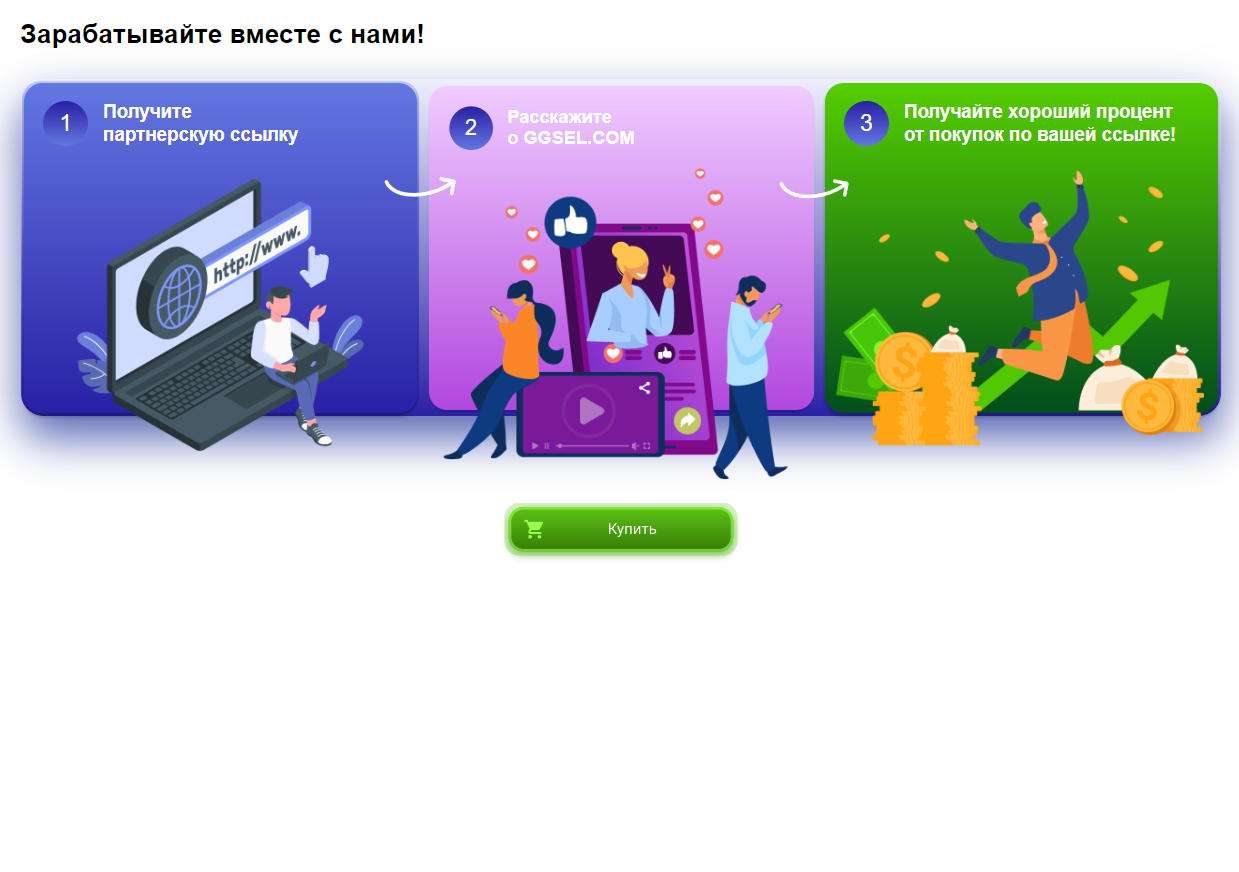 Зарабатывайте вместе с нами!
1
Получите
партнерскую ссылку
2
Расскажите
о GGSEL.COM
3
Получайте хороший процент
от покупок по вашей ссылке!
http://www.
$
$
Купить